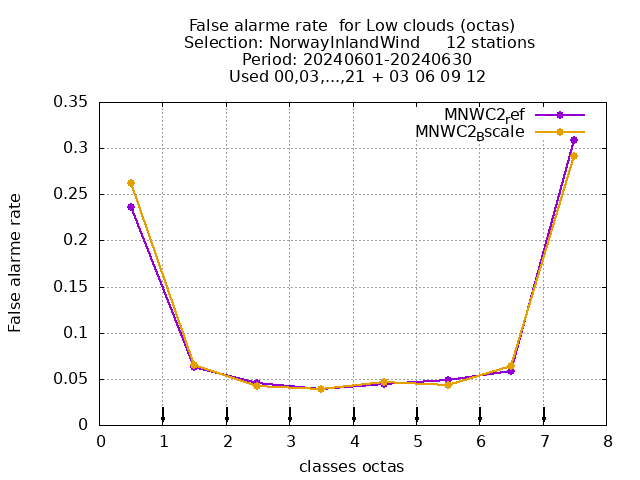 False alarme rate  for Low clouds (octas)
Selection: NorwayInlandWind     12 stations
Period: 20240601-20240630
Used 00,03,...,21 + 03 06 09 12
MNWC2ref
MNWC2Bscale
0.35
0.3
0.25
0.2
0.15
0.1
0.05
0
False alarme rate
0 1 2 3 4 5 6 7 8
classes octas